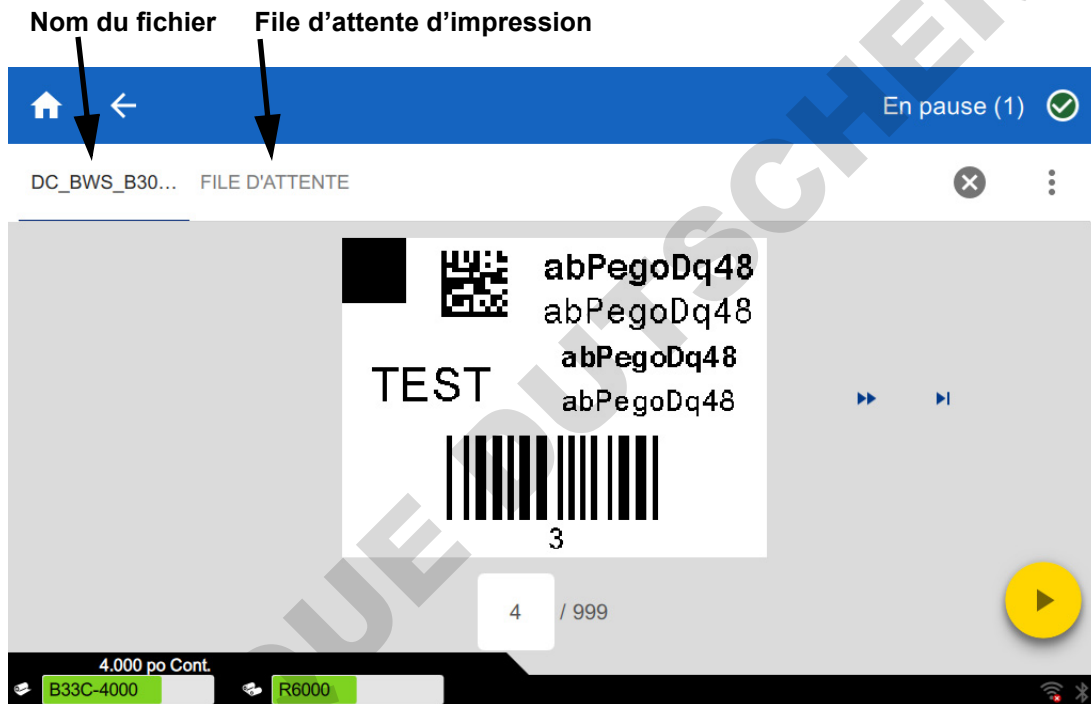 Nom du fichier File d'attente d'impression
En pause (1)
DC_BWS_B30... FILE D'ATTENTE
abPegoDq48
abPegoDq48
abPegoDq48
TEST
abPegoDq48
3
4 / 999
4.000 po Cont.
B33C-4000 R6000